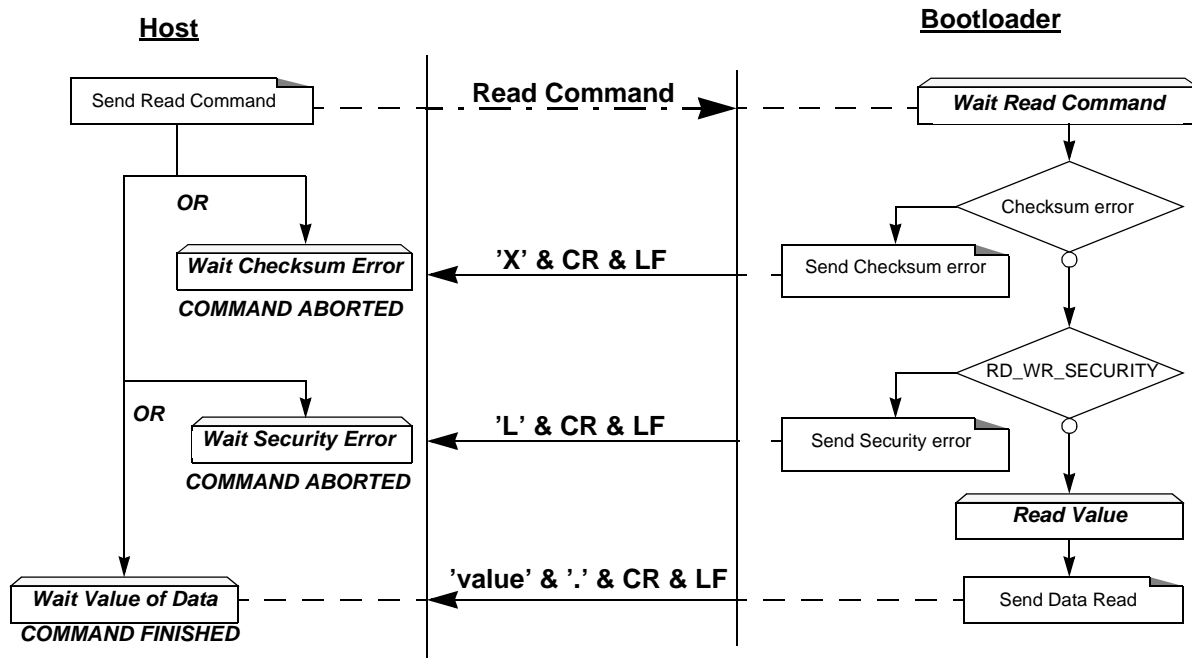 Host
Bootloader
Send Read Command
Read Command
Wait Read Command
OR
Checksum error
Wait Checksum Error
’X’ & CR & LF
Send Checksum error
COMMAND ABORTED
RD_WR_SECURITY
OR
Wait Security Error
’L’ & CR & LF
Send Security error
COMMAND ABORTED
Read Value
’value’ & ’.’ & CR & LF
Wait Value of Data
Send Data Read
COMMAND FINISHED